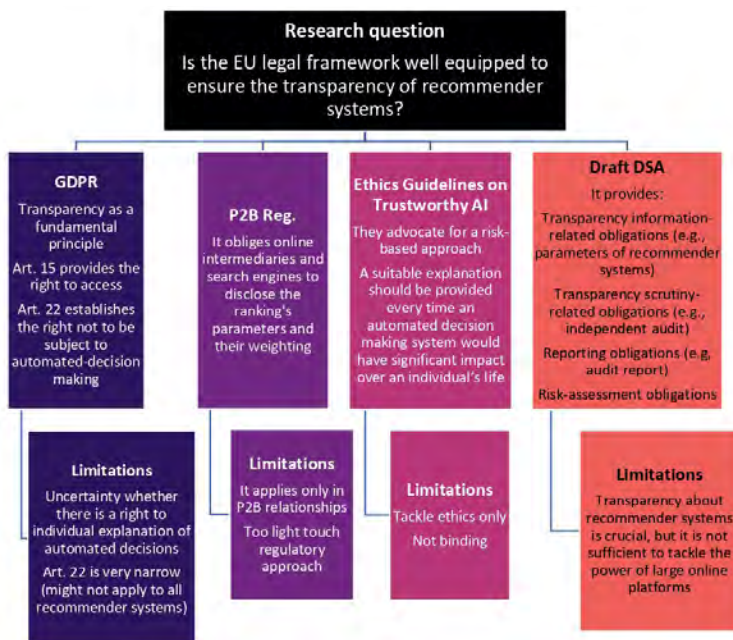 Research question
Is the EU legal framework well equipped to
ensure the transparency of recommender
systems?
GDPR
Transparency as a
fundamental
principle
Art. 15 provides the
right to access
Art. 22 establishes
the right not to be
subject to
automated-decision
making
P2B Reg.
It obliges online
intermediaries and
search engines to
disclose the
ranking's
parameters and
their weighting
Ethics Guidelines on
Trustworthy AI
They advocate for a risk-
based approach
A suitable explanation
should be provided
every time an
automated decision
making system would
have significant impact
over an individual's life
Draft DSA
It provides:
Transparency information-
related obligations (e.g.,
parameters of recommender
systems)
Transparency scrutiny-
related obligations (e.g.,
independent audit)
Reporting obligations (e.g,
audit report)
Risk-assessment obligations
Limitations
Uncertainty whether
there is a right to
individual explanation of
automated decisions
Art. 22 is very narrow
(might not apply to all
recommender systems)
Limitations
It applies only in
P2B relationships
Too light touch
regulatory
approach
Limitations
Tackle ethics only
Not binding
Limitations
Transparency about
recommender systems
is crucial, but it is not
sufficient to tackle the
power of large online
platforms